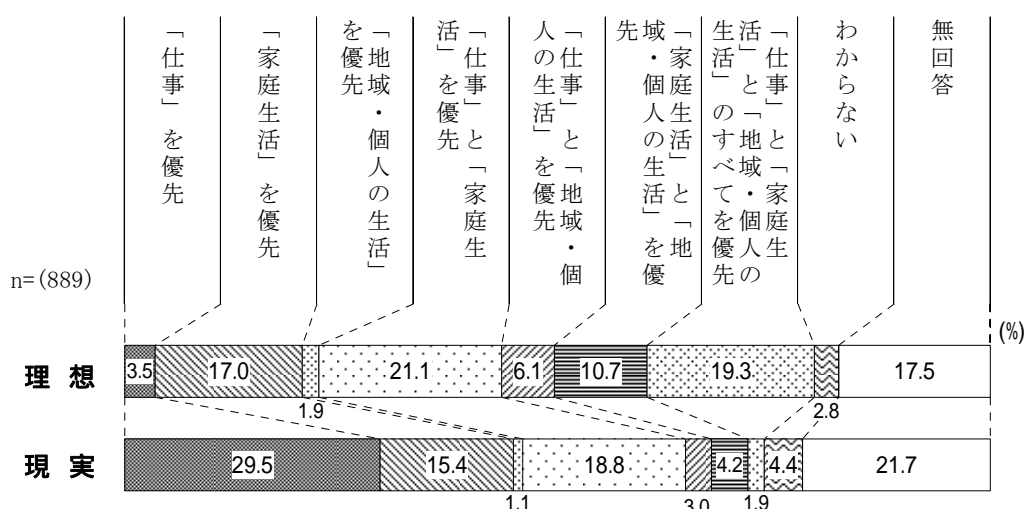 「仕事」を優先
「家庭生活」を優先
「地域・個人の生活」
を優先
「仕事」と「家庭生
活」を優先
「仕事」と「地域・個
人の生活」を優先
「家庭生活」と「地
域・個人の生活」を優
先
「仕事」と「家庭生
活」と「地域・個人の
生活」のすべてを優先
わからない
無回答
n=(889)
(%)
理 想
3.5 17.0 21.1 6.1 10.7 19.3 17.5
1.9 2.8
現 実
29.5 15.4 18.8 4.2 4.4 21.7
1.1 3.0 1.9